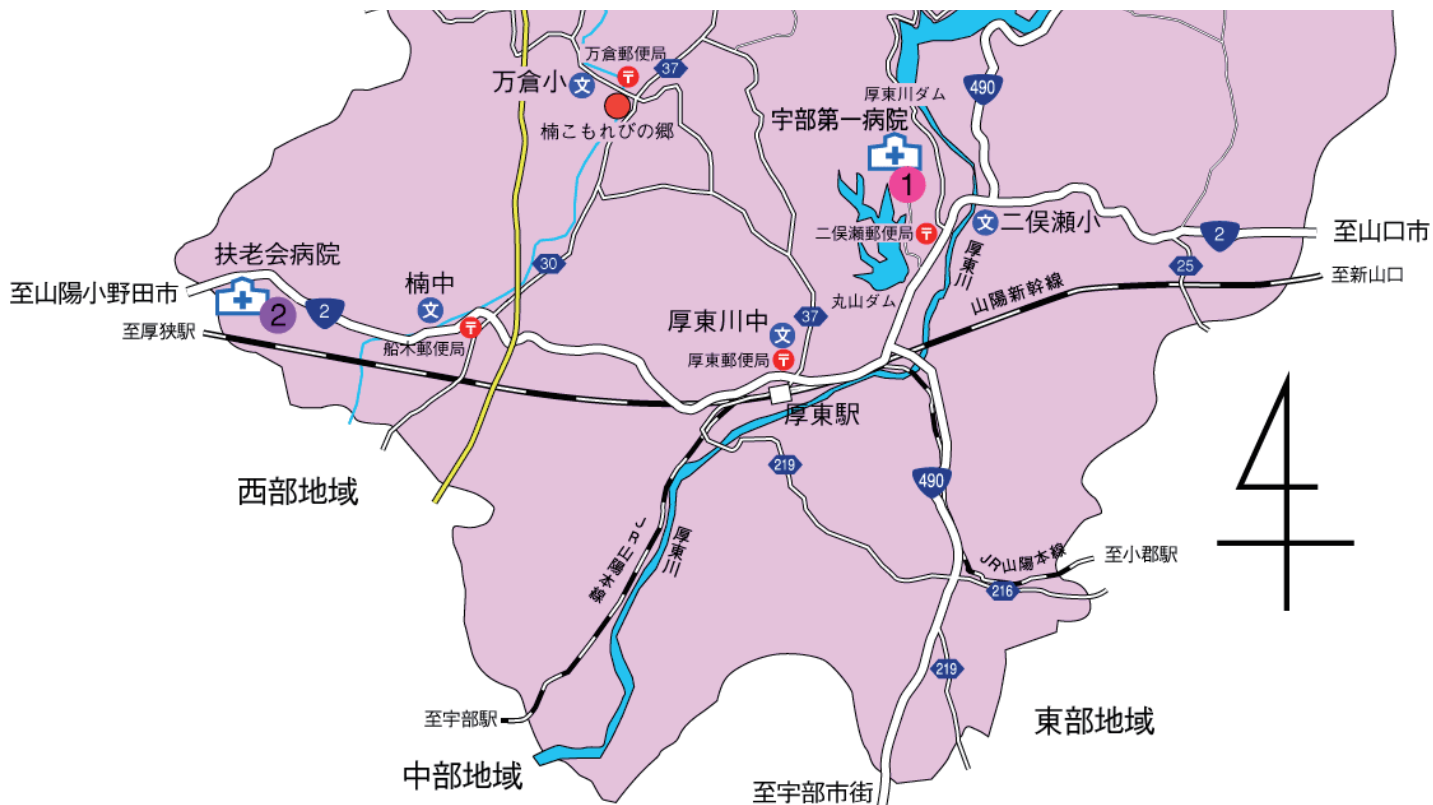 万倉郵便局
〒
37
万倉小
文
楠こもれびの郷
厚東川ダム
490
宇部第一病院
1
二俣瀬郵便局
〒
文
二俣瀬小
2
至山口市
厚東川
25
至新山口
丸山ダム
山陽新幹線
扶老会病院
30
至山陽小野田市
2
2
楠中
文
至厚狭駅
〒
船木郵便局
37
厚東川中
文
厚東郵便局
〒
厚東駅
219
490
西部地域
JR山陽本線
厚東川
JR山陽本線
至小郡駅
216
219
至宇部駅
東部地域
中部地域
至宇部市街